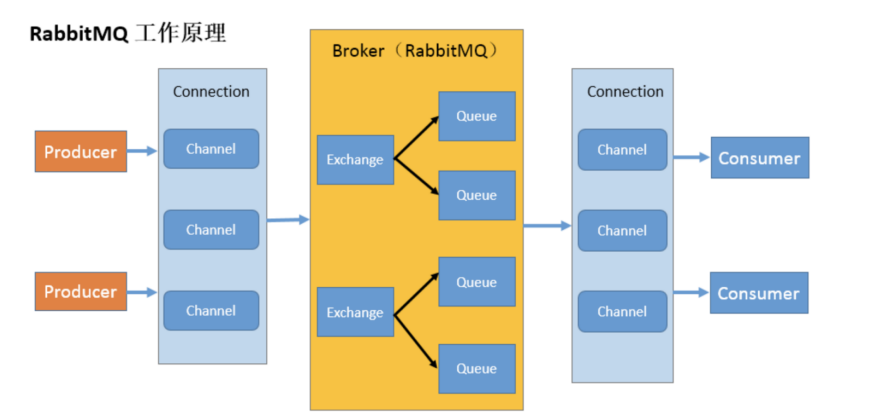 RabbitMQ 工作原理
Broker（RabbitMQ）
Connection
Connection
Queue
Channel
Channel
Producer
Exchange
Consumer
Queue
Channel
Channel
Queue
Producer
Consumer
Channel
Exchange
Channel
Queue